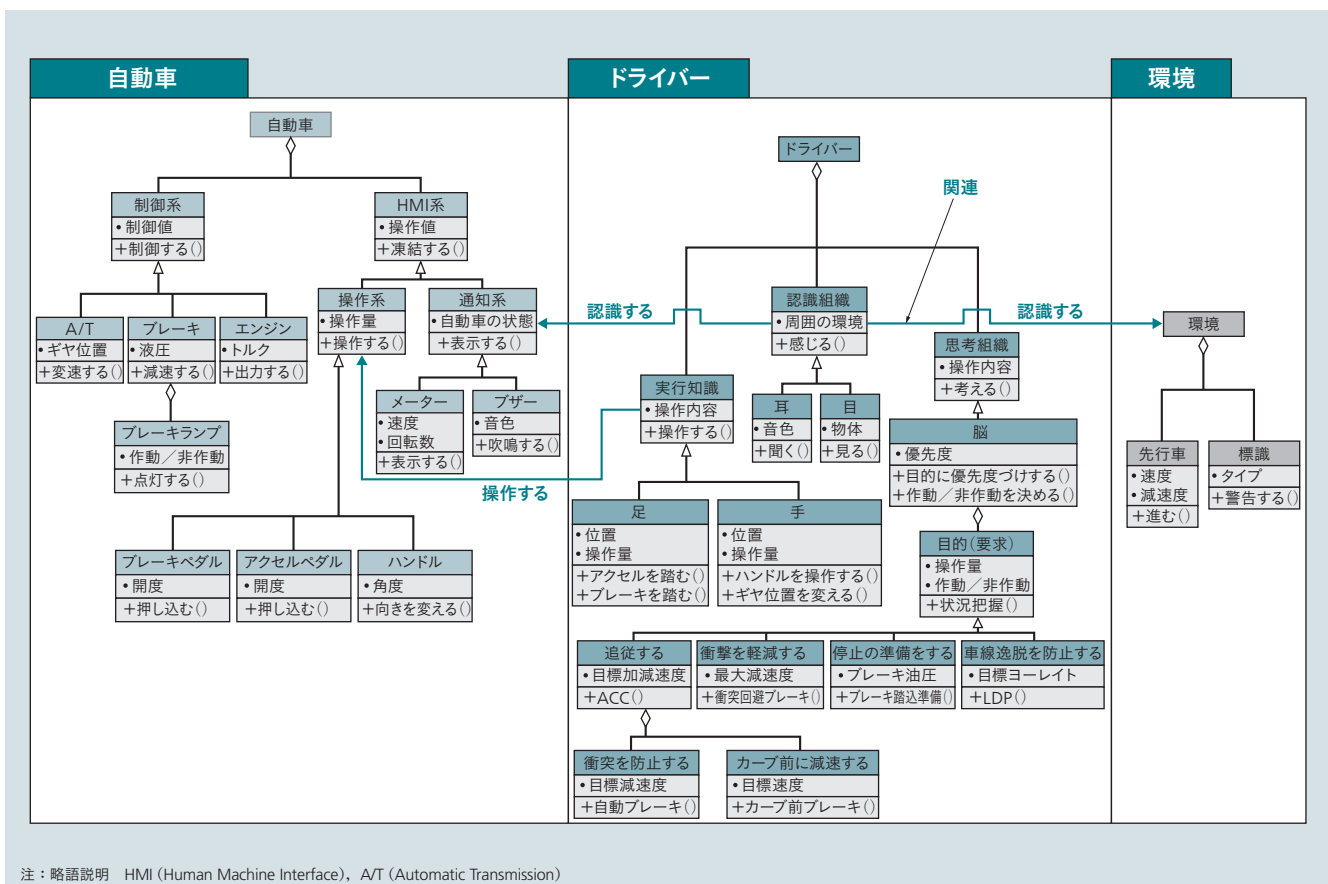 自動車
ドライバー
環境
自動車
制御系
•制御値
+制御する()
HMI系
•操作値
+凍結する()
A/T
•ギヤ位置
+変速する()
ブレーキ
•液圧
+減速する()
エンジン
•トルク
+出力する()
操作系
•操作量
+操作する()
通知系
•自動車の状態
+表示する()
ブレーキランプ
•作動／非作動
+点灯する()
メーター
•速度
•回転数
+表示する()
ブザー
•音色
+吹鳴する()
ブレーキペダル
•開度
+押し込む()
アクセルペダル
•開度
+押し込む()
ハンドル
•角度
+向きを変える()
認識する
操作する
ドライバー
関連
認識組織
•周囲の環境
+感じる()
認識する
思考組織
•操作内容
+考える()
実行知識
•操作内容
+操作する()
耳
•音色
+聞く()
目
•物体
+見る()
脳
•優先度
+目的に優先度づけする()
+作動／非作動を決める()
足
•位置
•操作量
+アクセルを踏む()
+ブレーキを踏む()
手
•位置
•操作量
+ハンドルを操作する()
+ギヤ位置を変える()
目的(要求)
•操作量
•作動／非作動
+状況把握()
追従する
•目標加減速度
+ACC()
衝撃を軽減する
•最大減速度
+衝突回避ブレーキ()
停止の準備をする
•ブレーキ油圧
+ブレーキ踏込準備()
車線逸脱を防止する
•目標ヨーレイト
+LDP()
衝突を防止する
•目標減速度
+自動ブレーキ()
カーブ前に減速する
•目標速度
+カーブ前ブレーキ()
環境
先行車
•速度
•減速度
+進む()
標識
•タイプ
+警告する()
注：略語説明 HMI (Human Machine Interface)，A/T (Automatic Transmission)